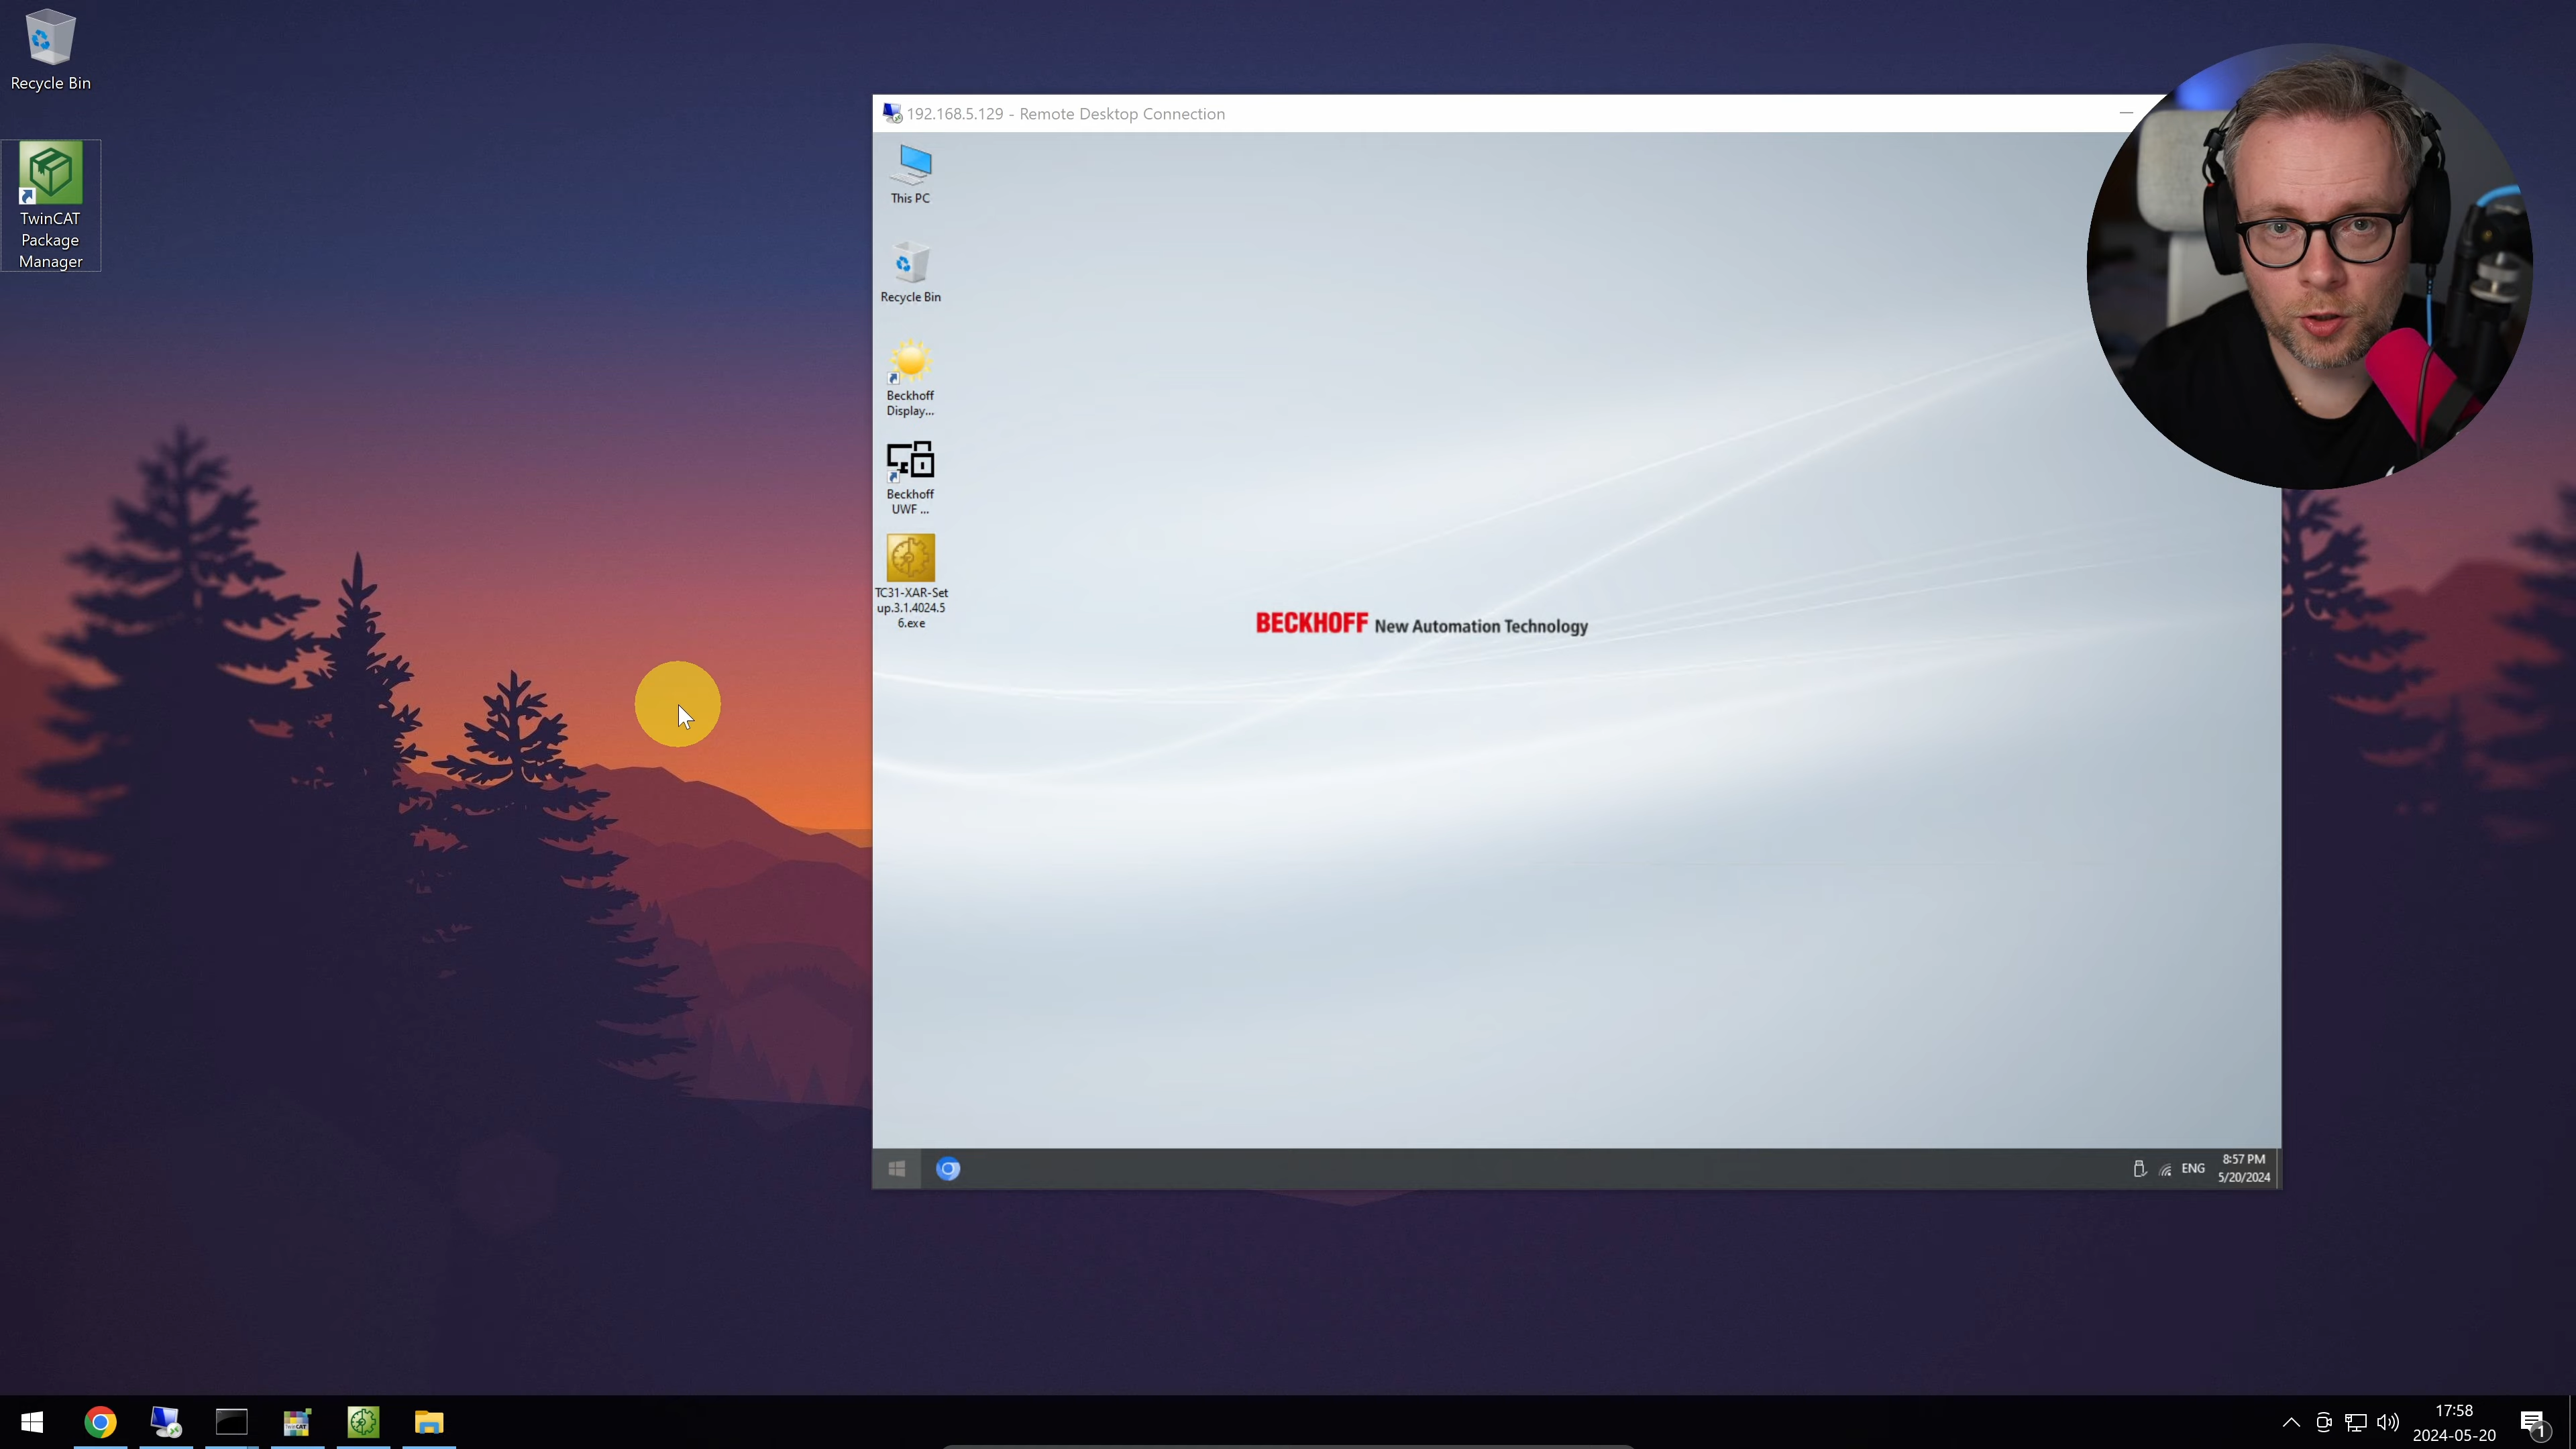 Recycle Bin
TwinCAT
Package
Manager
192.168.5.129 - Remote Desktop Connection
This PC
Recycle Bin
Beckhoff
Display...
Beckhoff
UWF ...
TC31-XAR-Set
up.3.1.4024.5
6.exe
BECKHOFF New Automation Technology
ENG
8:57 PM
5/20/2024
17:58
2024-05-20
1